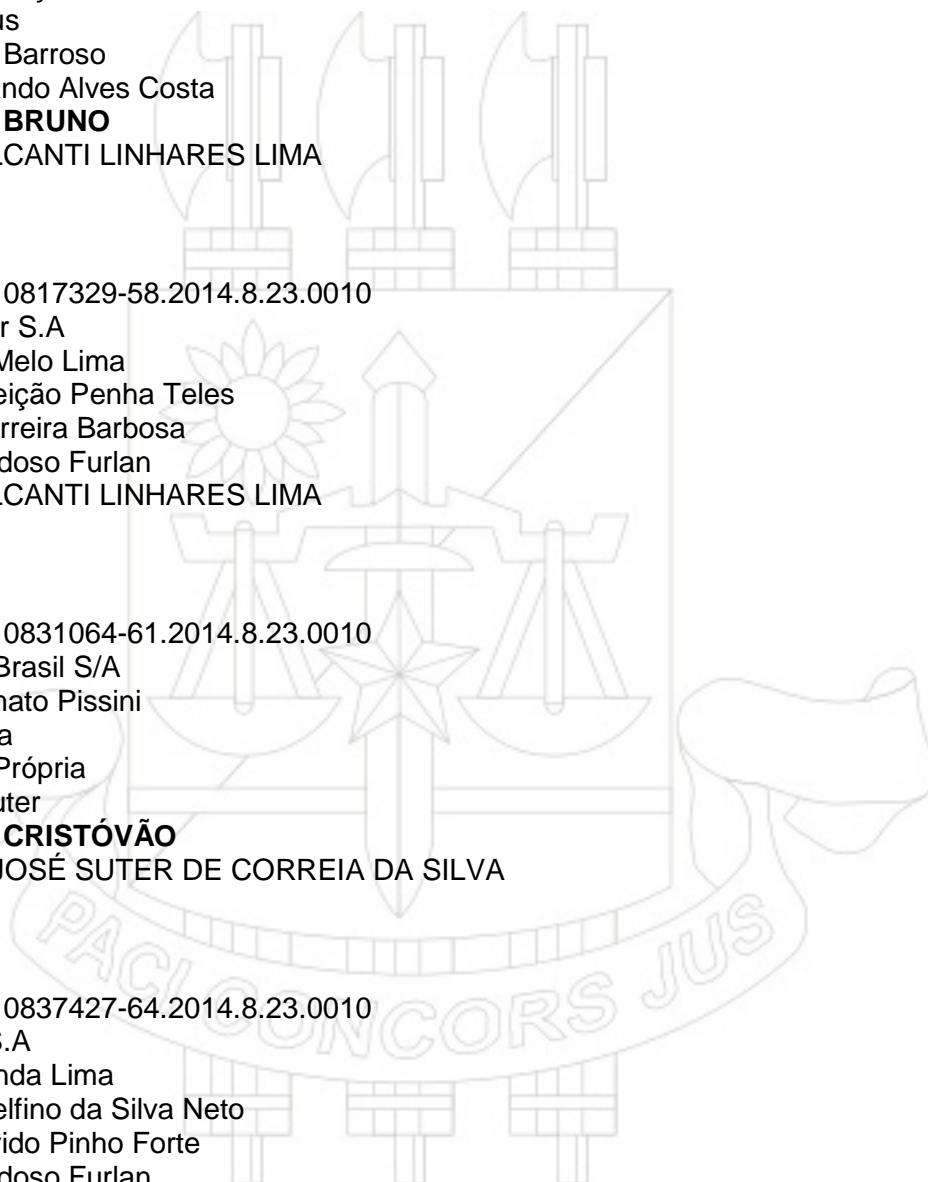 us
Barroso
ndo Alves Costa
BRUNO
LCANTI LINHARES LIMA
0817329-58.2014.8.23.0010
r S.A
Melo Lima
eição Penha Teles
rreira Barbosa
doso Furlan
LCANTI LINHARES LIMA
0831064-61.2014.8.23.0010
Brasil S/A
nato Pissini
a
Própria
uter
CRISTÓVÃO
JOSÉ SUTER DE CORREIA DA SILVA
PACI CONCORS JUS
0837427-64.2014.8.23.0010
S.A
nda Lima
elfino da Silva Neto
rido Pinho Forte
doso Furlan